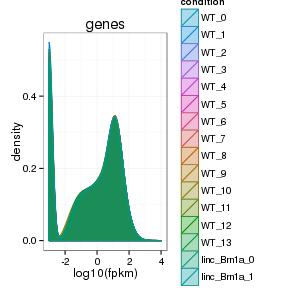 genes
condition
WT_0
WT_1
WT_2
WT_3
WT_4
WT_5
WT_6
WT_7
WT_8
WT_9
WT_10
WT_11
WT_12
WT_13
linc_Bm1a_0
linc_Bm1a_1
density
0.4
0.2
0.0
-2
0
2
4
log10(fpkm)